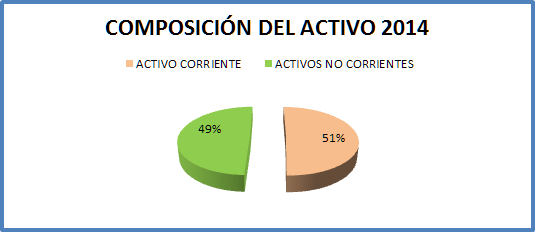 COMPOSICIÓN DEL ACTIVO 2014
ACTIVO CORRIENTE ACTIVOS NO CORRIENTES
49% 51%